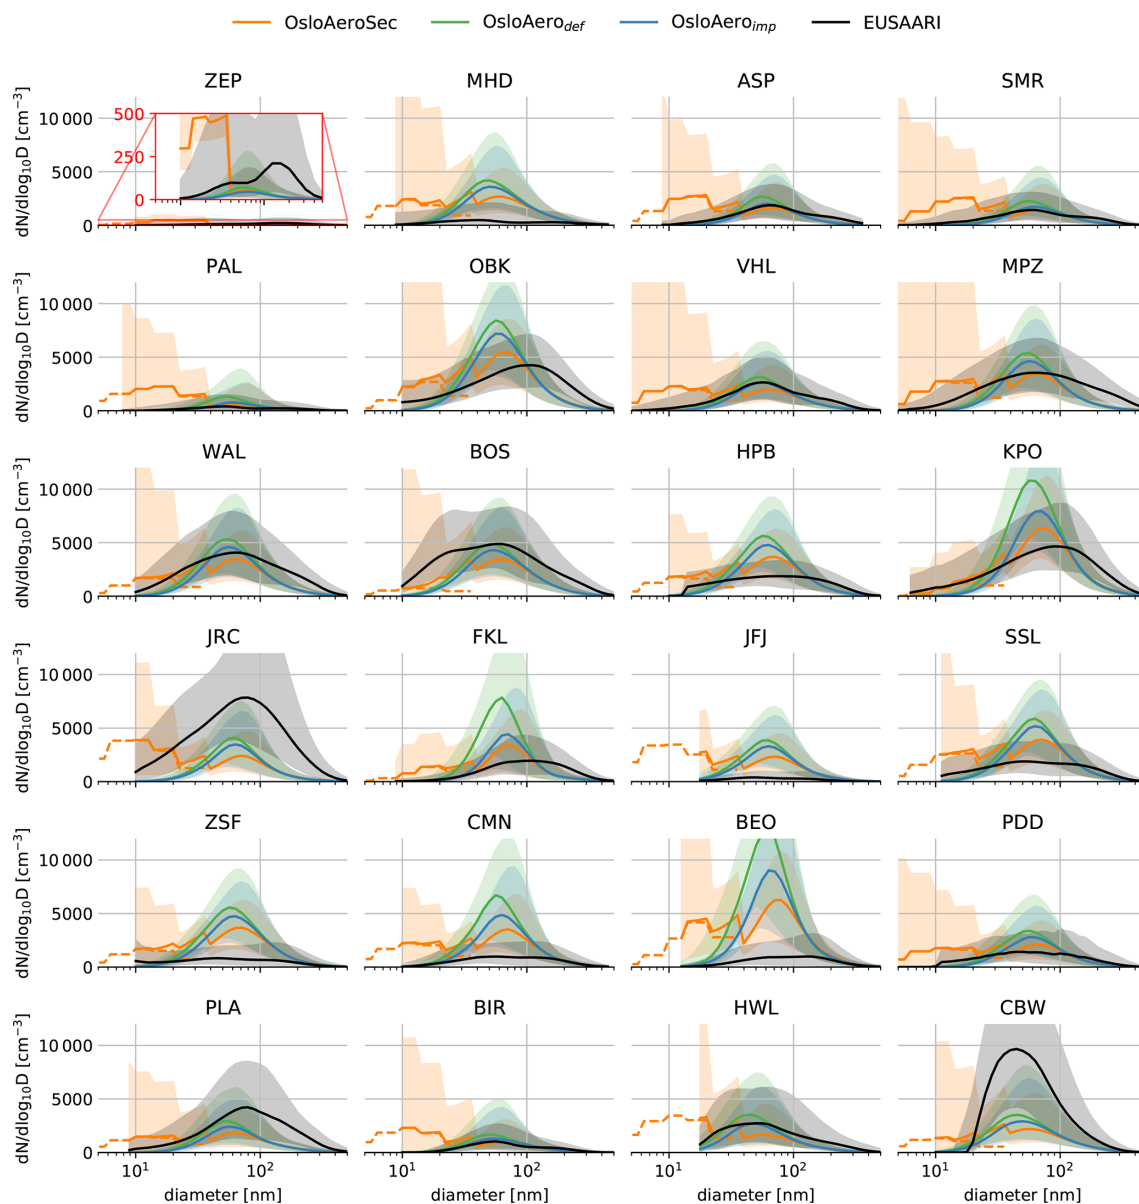 OsloAeroSec OsloAero_def OsloAero_imp EUSAARI
ZEP MHD ASP SMR
dN/dlog₁₀D [cm⁻³]
10 000
5000
0
500
250
0
PAL OBK VHL MPZ
dN/dlog₁₀D [cm⁻³]
10 000
5000
0
WAL BOS HPB KPO
dN/dlog₁₀D [cm⁻³]
10 000
5000
0
JRC FKL JFJ SSL
dN/dlog₁₀D [cm⁻³]
10 000
5000
0
ZSF CMN BEO PDD
dN/dlog₁₀D [cm⁻³]
10 000
5000
0
PLA BIR HWL CBW
dN/dlog₁₀D [cm⁻³]
10 000
5000
0
10¹ 10² 10¹ 10² 10¹ 10² 10¹ 10²
diameter [nm] diameter [nm] diameter [nm] diameter [nm]